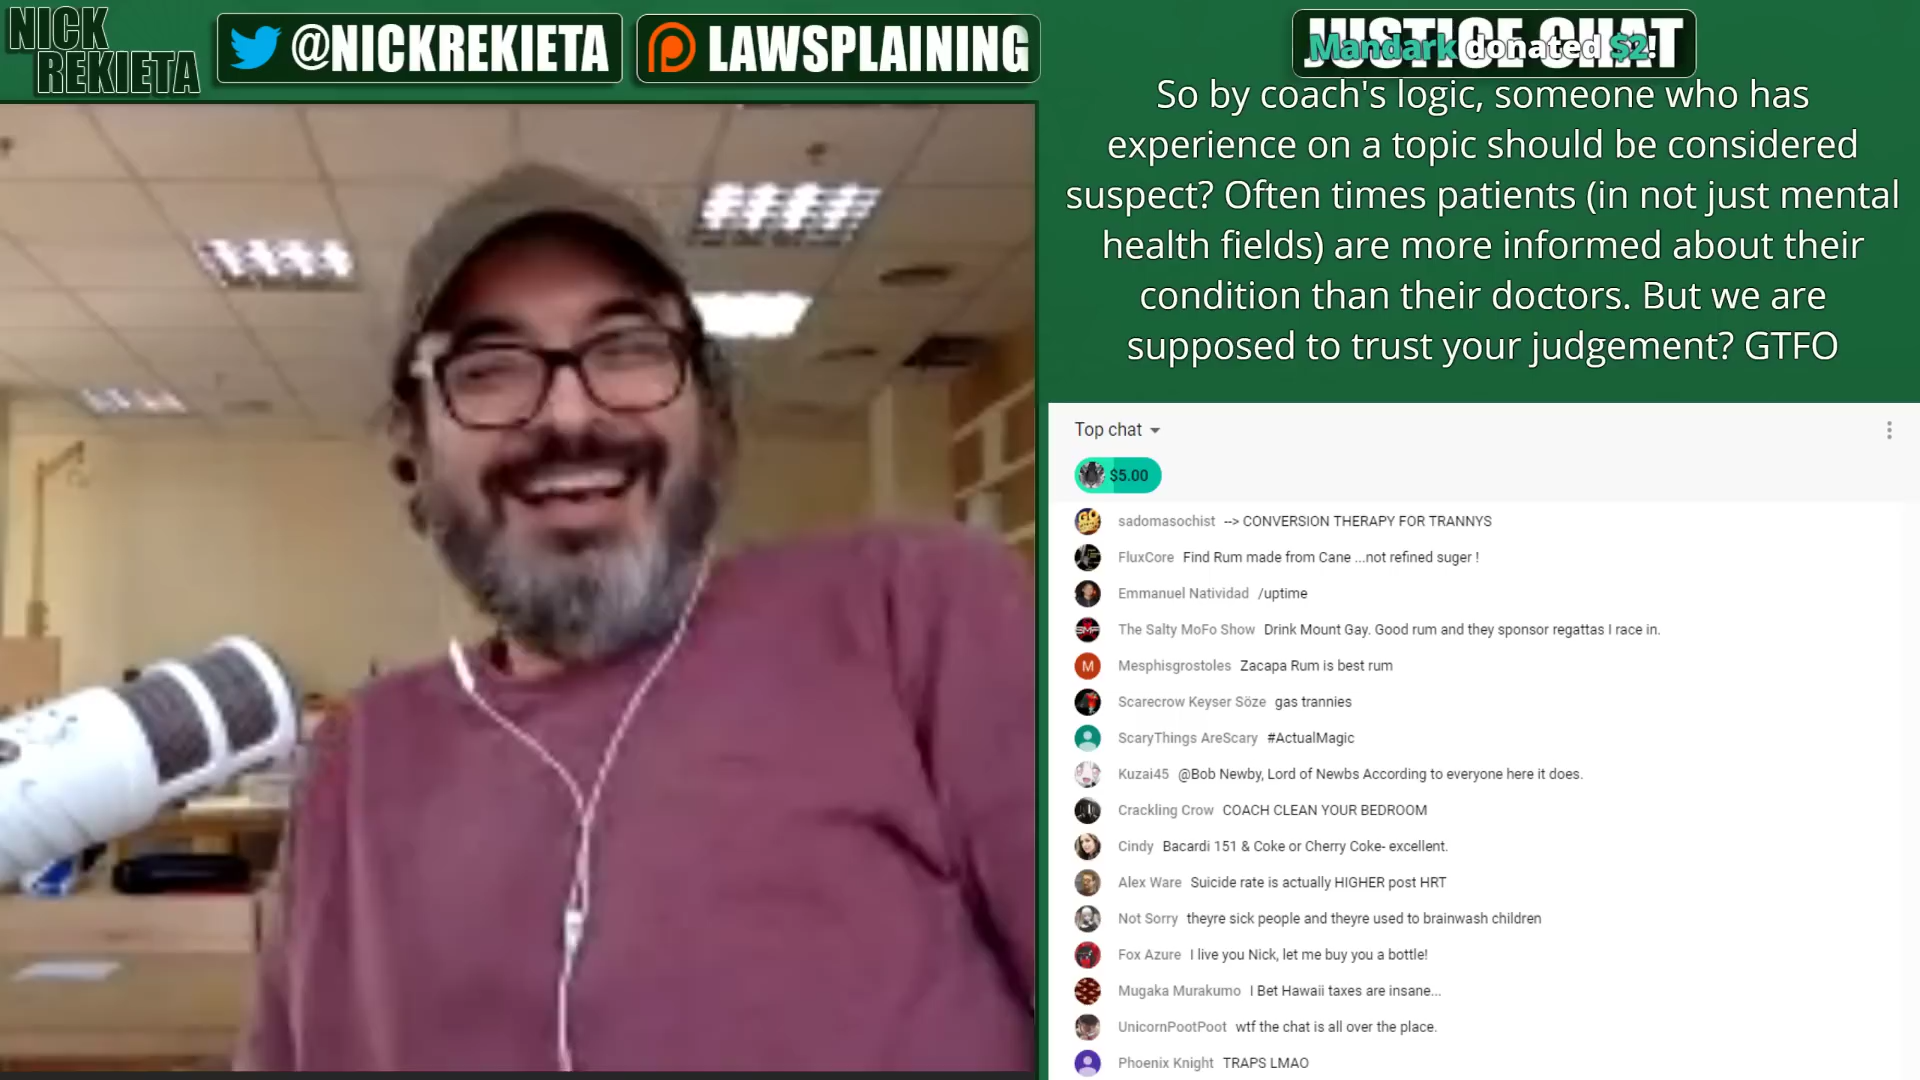 NICK
REKIETA
@NICKREKIETA
LAWSPLAINING
JUSTICE CHAT
Mandark donated $2!
So by coach's logic, someone who has
experience on a topic should be considered
suspect? Often times patients (in not just mental
health fields) are more informed about their
condition than their doctors. But we are
supposed to trust your judgement? GTFO
Top chat
$5.00
sadomasochist --> CONVERSION THERAPY FOR TRANNYS
FluxCore Find Rum made from Cane ...not refined suger !
Emmanuel Natividad /uptime
The Salty MoFo Show Drink Mount Gay. Good rum and they sponsor regattas I race in.
M Mesphisgrostoles Zacapa Rum is best rum
Scarecrow Keyser Söze gas trannies
ScaryThings AreScary #ActualMagic
Kuzai45 @Bob Newby, Lord of Newbs According to everyone here it does.
Crackling Crow COACH CLEAN YOUR BEDROOM
Cindy Bacardi 151 & Coke or Cherry Coke- excellent.
Alex Ware Suicide rate is actually HIGHER post HRT
Not Sorry theyre sick people and theyre used to brainwash children
Fox Azure I live you Nick, let me buy you a bottle!
Mugaka Murakumo I Bet Hawaii taxes are insane...
UnicornPootPoot wtf the chat is all over the place.
Phoenix Knight TRAPS LMAO